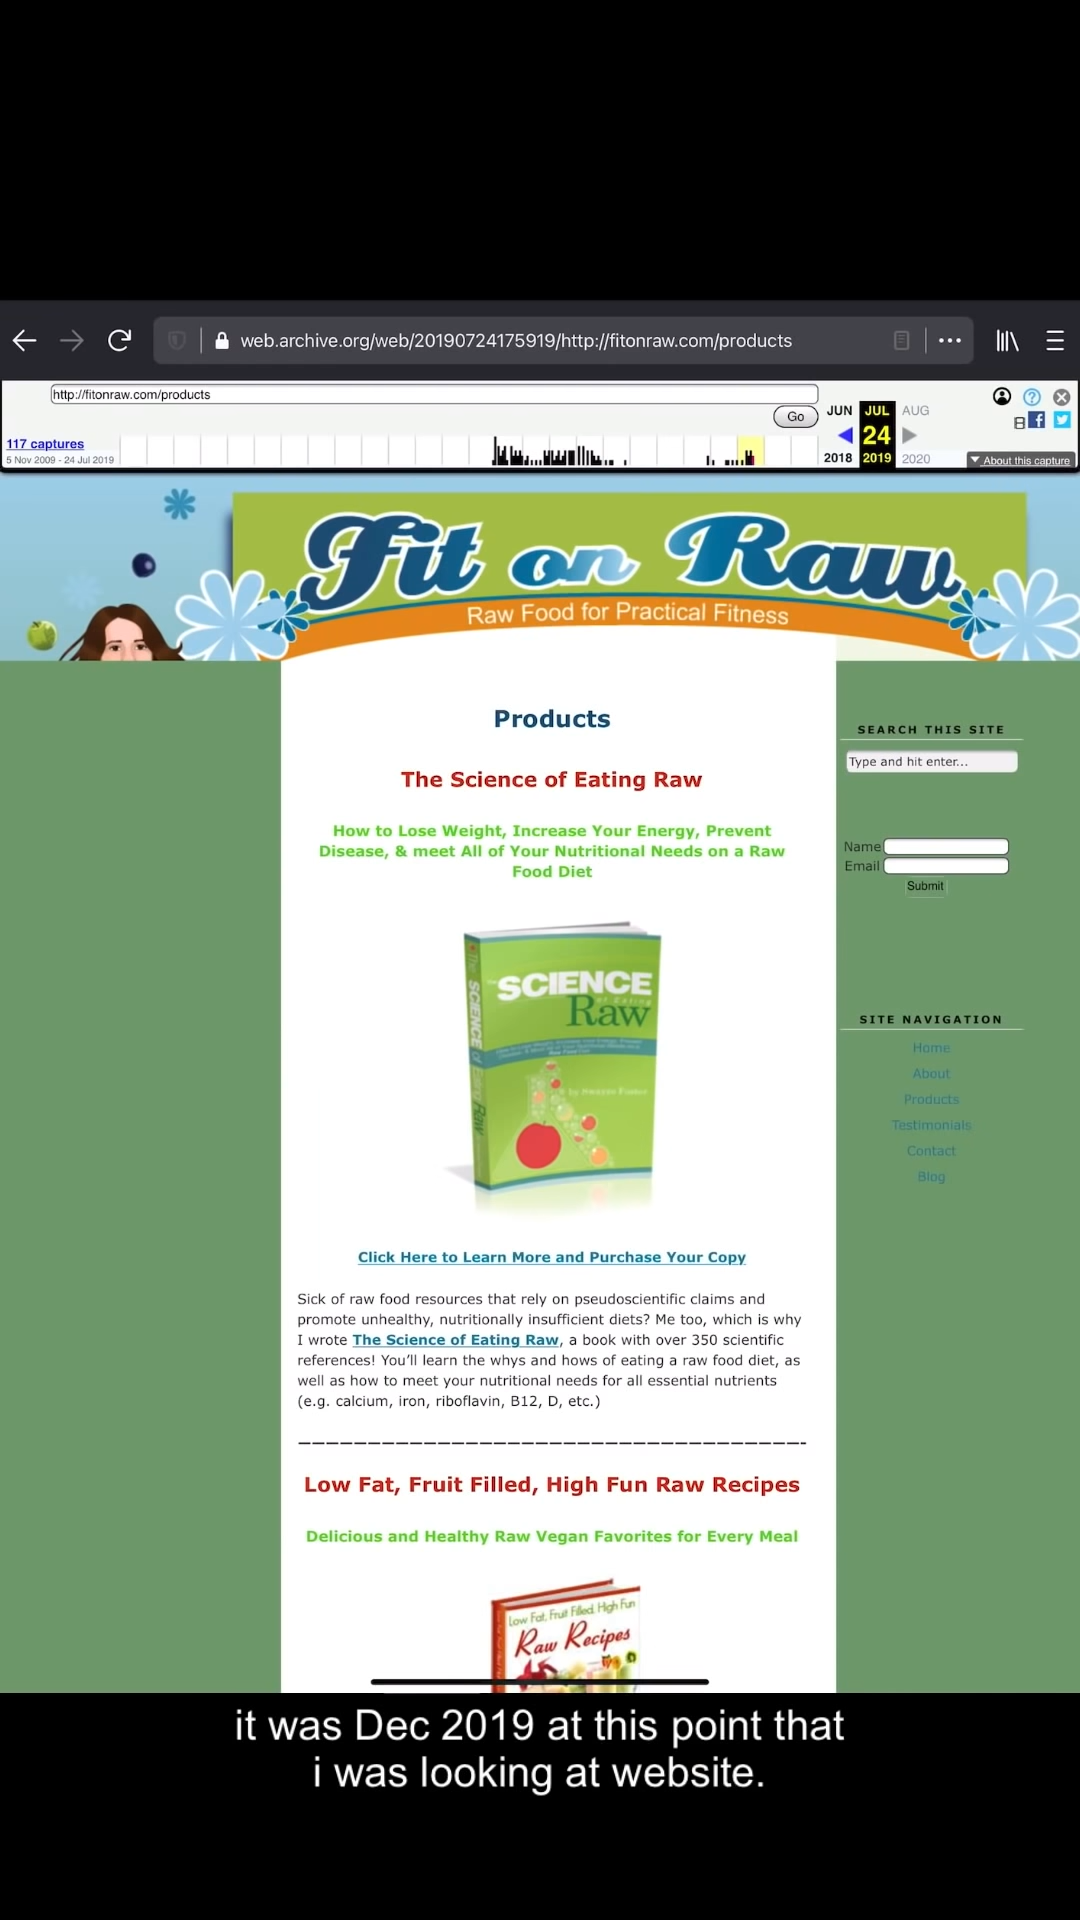 web.archive.org/web/20190724175919/http://fitonraw.com/products
http://fitonraw.com/products
Go
JUN JUL AUG
117 captures
24
5 Nov 2009 - 24 Jul 2019
2018 2019 2020
About this capture
Fit on Raw
Raw Food for Practical Fitness
Products
SEARCH THIS SITE
Type and hit enter...
The Science of Eating Raw
How to Lose Weight, Increase Your Energy, Prevent
Disease, & meet All of Your Nutritional Needs on a Raw
Food Diet
Name
Email
Submit
The SCIENCE of Eating Raw
the SCIENCE
of Eating
Raw
SITE NAVIGATION
Home
About
Products
Testimonials
Contact
Blog
Click Here to Learn More and Purchase Your Copy
Sick of raw food resources that rely on pseudoscientific claims and
promote unhealthy, nutritionally insufficient diets? Me too, which is why
I wrote The Science of Eating Raw, a book with over 350 scientific
references! You’ll learn the whys and hows of eating a raw food diet, as
well as how to meet your nutritional needs for all essential nutrients
(e.g. calcium, iron, riboflavin, B12, D, etc.)
Low Fat, Fruit Filled, High Fun Raw Recipes
Delicious and Healthy Raw Vegan Favorites for Every Meal
Low Fat, Fruit Filled, High Fun
Raw Recipes
it was Dec 2019 at this point that
i was looking at website.